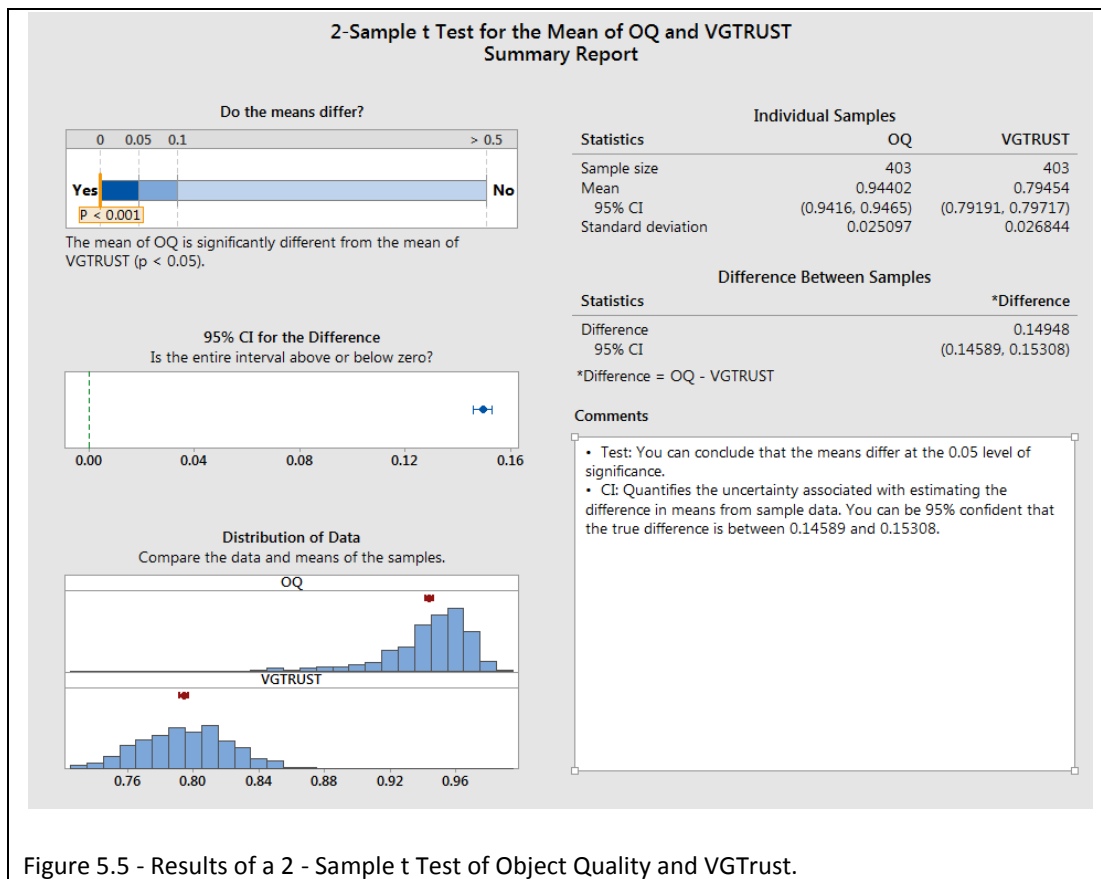 2-Sample t Test for the Mean of OQ and VGTRUST
Summary Report
Do the means differ?
0 0.05 0.1 > 0.5
Yes No
P < 0.001
The mean of OQ is significantly different from the mean of
VGTRUST (p < 0.05).
95% CI for the Difference
Is the entire interval above or below zero?
0.00 0.04 0.08 0.12 0.16
Distribution of Data
Compare the data and means of the samples.
OQ
VGTRUST
0.76 0.80 0.84 0.88 0.92 0.96
Individual Samples
Statistics OQ VGTRUST
Sample size 403 403
Mean 0.94402 0.79454
95% CI (0.9416, 0.9465) (0.79191, 0.79717)
Standard deviation 0.025097 0.026844
Difference Between Samples
Statistics *Difference
Difference 0.14948
95% CI (0.14589, 0.15308)
*Difference = OQ - VGTRUST
Comments
• Test: You can conclude that the means differ at the 0.05 level of
significance.
• CI: Quantifies the uncertainty associated with estimating the
difference in means from sample data. You can be 95% confident that
the true difference is between 0.14589 and 0.15308.
Figure 5.5 - Results of a 2 - Sample t Test of Object Quality and VGTrust.